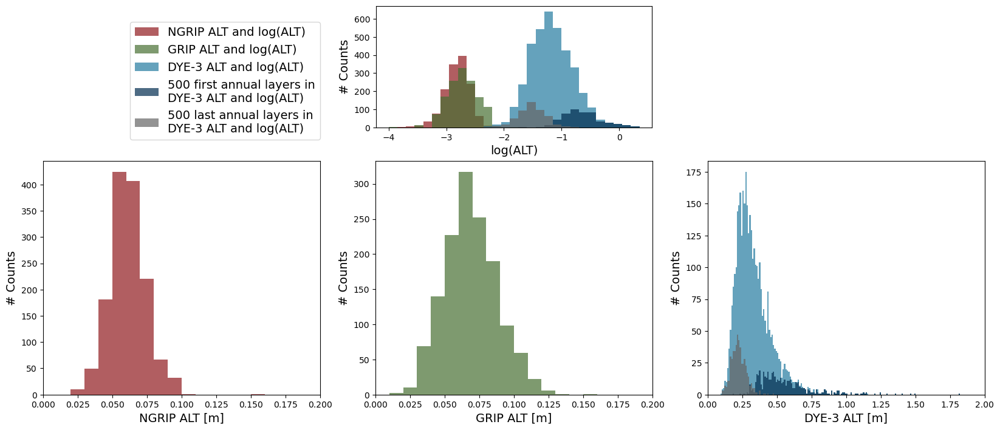 NGRIP ALT and log(ALT)
GRIP ALT and log(ALT)
DYE-3 ALT and log(ALT)
500 first annual layers in
DYE-3 ALT and log(ALT)
500 last annual layers in
DYE-3 ALT and log(ALT)
# Counts
600
500
400
300
200
100
0
−4 −3 −2 −1 0
log(ALT)
# Counts
400
350
300
250
200
150
100
50
0
0.000 0.025 0.050 0.075 0.100 0.125 0.150 0.175 0.200
NGRIP ALT [m]
# Counts
300
250
200
150
100
50
0
0.000 0.025 0.050 0.075 0.100 0.125 0.150 0.175 0.200
GRIP ALT [m]
# Counts
175
150
125
100
75
50
25
0
0.00 0.25 0.50 0.75 1.00 1.25 1.50 1.75 2.00
DYE-3 ALT [m]